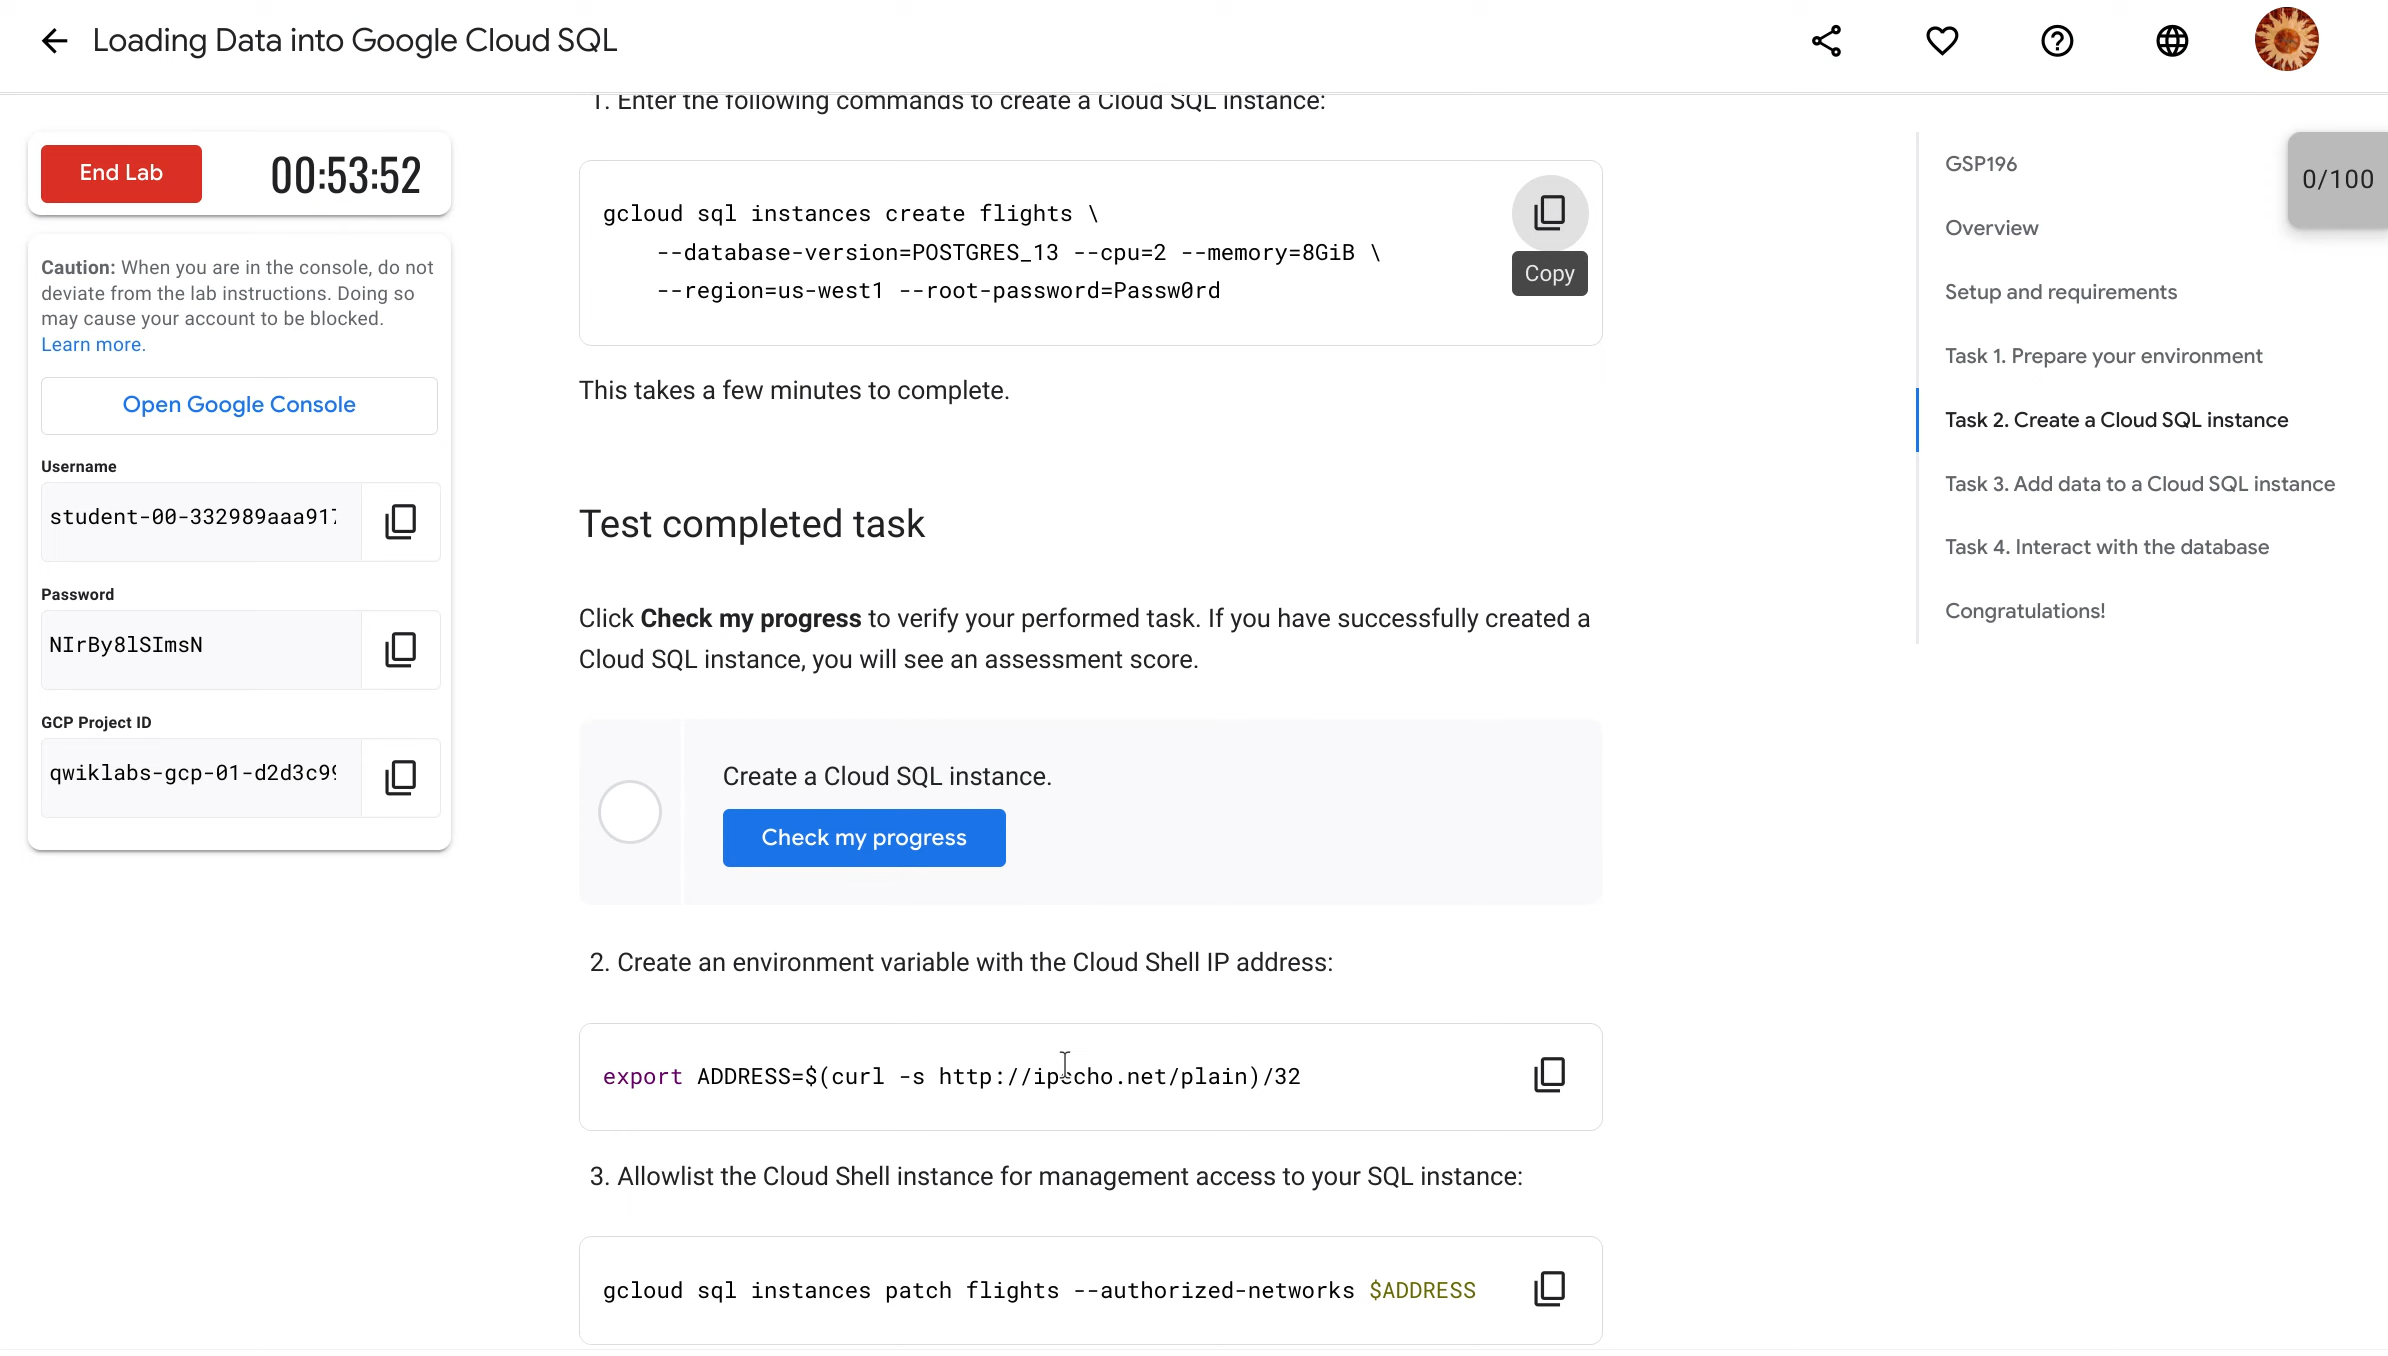 Loading Data into Google Cloud SQL
1. Enter the following commands to create a Cloud SQL instance:
End Lab
00:53:52
Caution: When you are in the console, do not
deviate from the lab instructions. Doing so
may cause your account to be blocked.
Learn more.
Open Google Console
Username
student-00-332989aaa917
Password
NIrBy8lSImsN
GCP Project ID
qwiklabs-gcp-01-d2d3c99
gcloud sql instances create flights \
--database-version=POSTGRES_13 --cpu=2 --memory=8GiB \
--region=us-west1 --root-password=Passw0rd
Copy
This takes a few minutes to complete.
Test completed task
Click Check my progress to verify your performed task. If you have successfully created a
Cloud SQL instance, you will see an assessment score.
Create a Cloud SQL instance.
Check my progress
2. Create an environment variable with the Cloud Shell IP address:
export ADDRESS=$(curl -s http://ipecho.net/plain)/32
3. Allowlist the Cloud Shell instance for management access to your SQL instance:
gcloud sql instances patch flights --authorized-networks $ADDRESS
GSP196
Overview
Setup and requirements
Task 1. Prepare your environment
Task 2. Create a Cloud SQL instance
Task 3. Add data to a Cloud SQL instance
Task 4. Interact with the database
Congratulations!
0/100